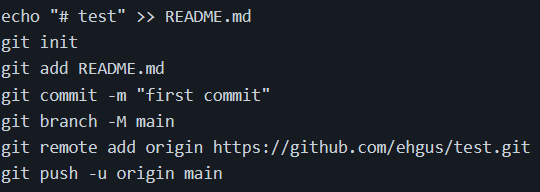 echo "# test" >> README.md
git init
git add README.md
git commit -m "first commit"
git branch -M main
git remote add origin https://github.com/ehgus/test.git
git push -u origin main